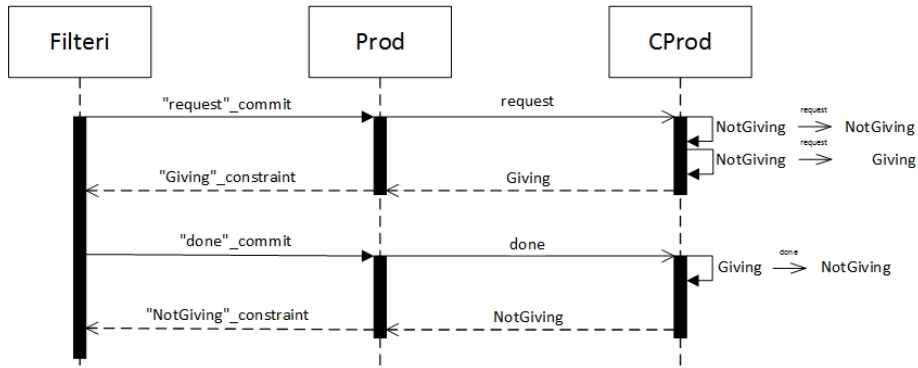 Filteri
Prod
CProd
"request"_commit
request
request
NotGiving NotGiving
request
NotGiving Giving
"Giving"_constraint
Giving
"done"_commit
done
done
Giving NotGiving
"NotGiving"_constraint
NotGiving